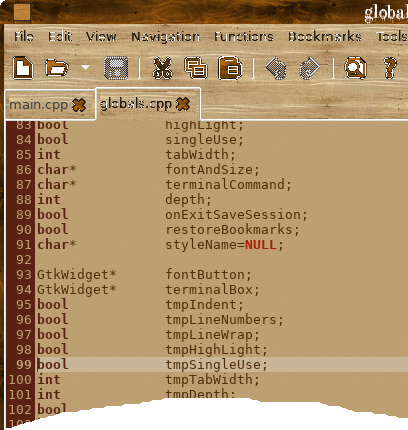 global
File Edit View Navigation Functions Bookmarks Tools
main.cpp globals.cpp
83 bool highLight;
84 bool singleUse;
85 int tabWidth;
86 char* fontAndSize;
87 char* terminalCommand;
88 int depth;
89 bool onExitSaveSession;
90 bool restoreBookmarks;
91 char* styleName=NULL;
92
93 GtkWidget* fontButton;
94 GtkWidget* terminalBox;
95 bool tmpIndent;
96 bool tmpLineNumbers;
97 bool tmpLineWrap;
98 bool tmpHighLight;
99 bool tmpSingleUse;
100 int tmpTabWidth;
101 int tmpDepth;
102 bool